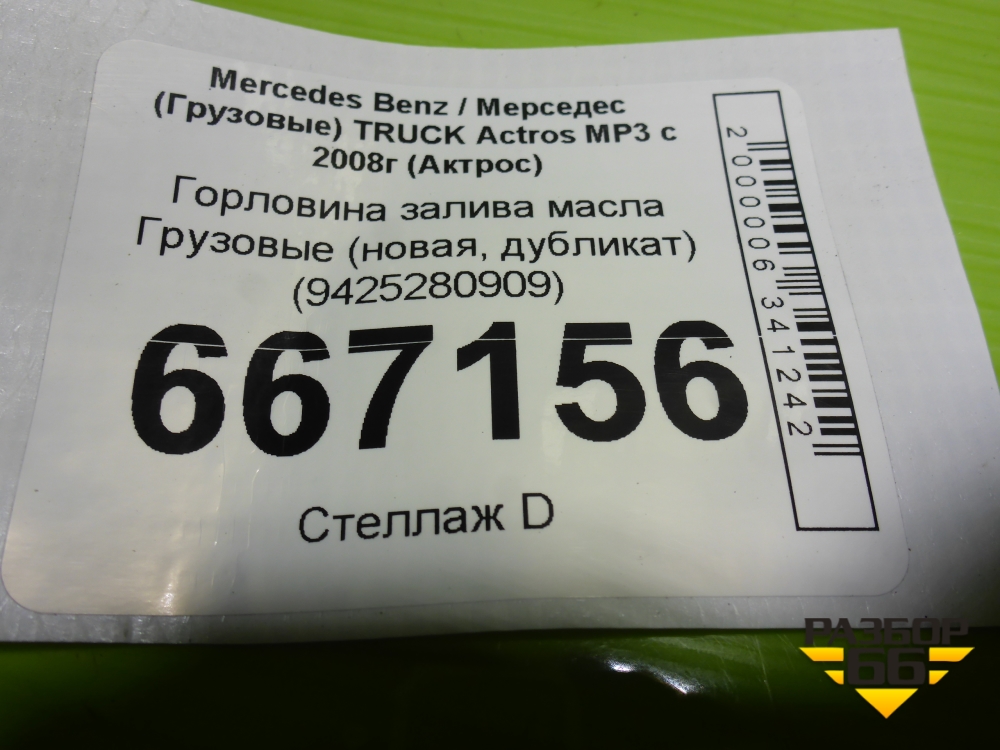 Mercedes Benz / Мерседес
(Грузовые) TRUCK Actros MP3 с
2008г (Актрос)
Горловина залива масла
Грузовые (новая, дубликат)
(9425280909)
667156
Стеллаж D
2000006341242
РАЗБОР
66